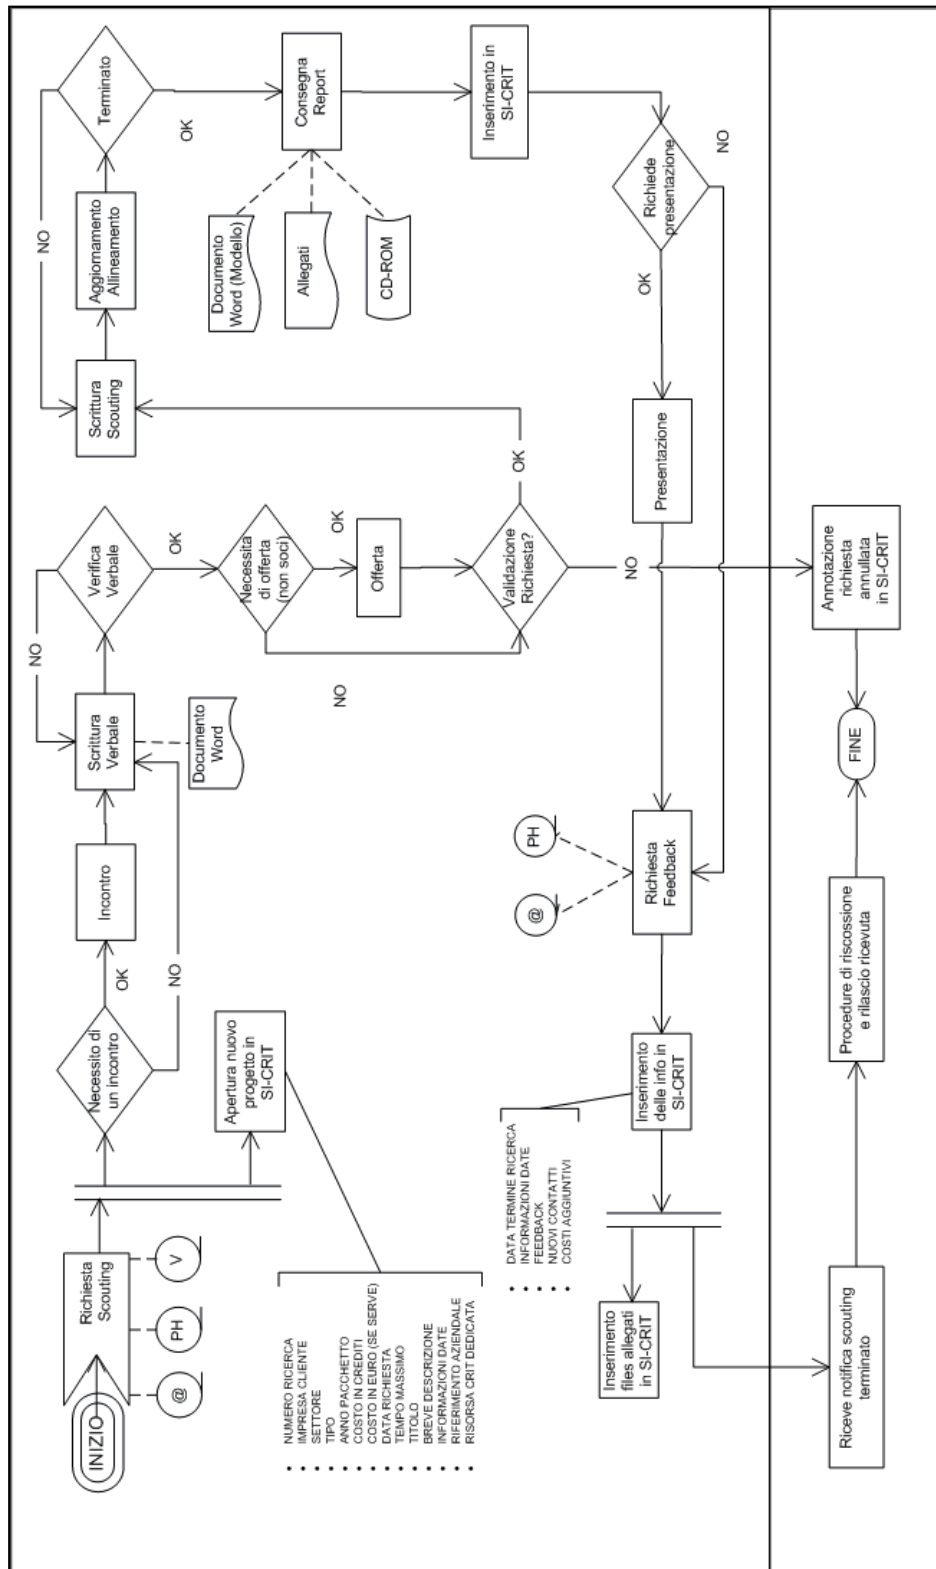 INIZIO
Richiesta
Scouting
@
PH
V
Necessito di
un incontro
OK
NO
Incontro
Scrittura
Verbale
Documento
Word
NO
Verifica
Verbale
OK
Necessita
di offerta
(non soci)
OK
NO
Offerta
Validazione
Richiesta?
OK
NO
Scrittura
Scouting
Aggiornamento
Allineamento
NO
Terminato
OK
Consegna
Report
Documento
Word (Modello)
Allegati
CD-ROM
Inserimento in
SI-CRIT
Richiede
presentazione
OK
NO
Presentazione
Richiesta
Feedback
@
PH
Inserimento
delle info in
SI-CRIT
• DATA TERMINE RICERCA
• INFORMAZIONI DATE
• FEEDBACK
• NUOVI CONTATTI
• COSTI AGGIUNTIVI
Inserimento
files allegati
in SI-CRIT
Apertura nuovo
progetto in
SI-CRIT
• NUMERO RICERCA
• IMPRESA CLIENTE
• SETTORE
• TIPO
• ANNO PACCHETTO
• COSTO IN CREDITI
• COSTO IN EURO (SE SERVE)
• DATA RICHIESTA
• TEMPO MASSIMO
• TITOLO
• BREVE DESCRIZIONE
• INFORMAZIONI DATE
• RIFERIMENTO AZIENDALE
• RISORSA CRIT DEDICATA
Riceve notifica scouting
terminato
Procedure di riscossione
e rilascio ricevuta
FINE
Annotazione
richiesta
annullata
in SI-CRIT